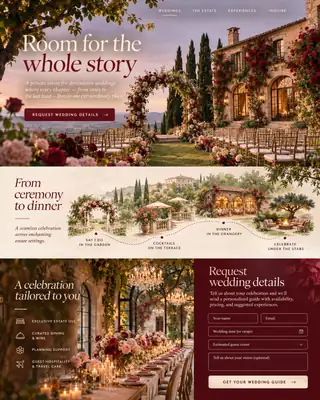 WEDDINGS THE ESTATE EXPERIENCES INQUIRE
Room for the
whole story
A private estate for destination weddings
where every chapter — from vows to
the last toast —
REQUEST WEDDING DETAILS →
From
ceremony
to dinner
A seamless celebration
across enchanting
estate settings.
SAY I DO
IN THE GARDEN
COCKTAILS
ON THE TERRACE
DINNER
IN THE ORANGERY
CELEBRATE
UNDER THE STARS
A celebration
tailored to you
EXCLUSIVE ESTATE USE
CURATED DINING
& WINE
PLANNING SUPPORT
GUEST HOSPITALITY
& TRAVEL CARE
Request
wedding details
Tell us about your celebration and we'll
send a personalized guide with availability,
pricing, and suggested experiences.
Your name
Email
Wedding date (or range)
Estimated guest count
Tell us about your vision (optional)
GET YOUR WEDDING GUIDE →